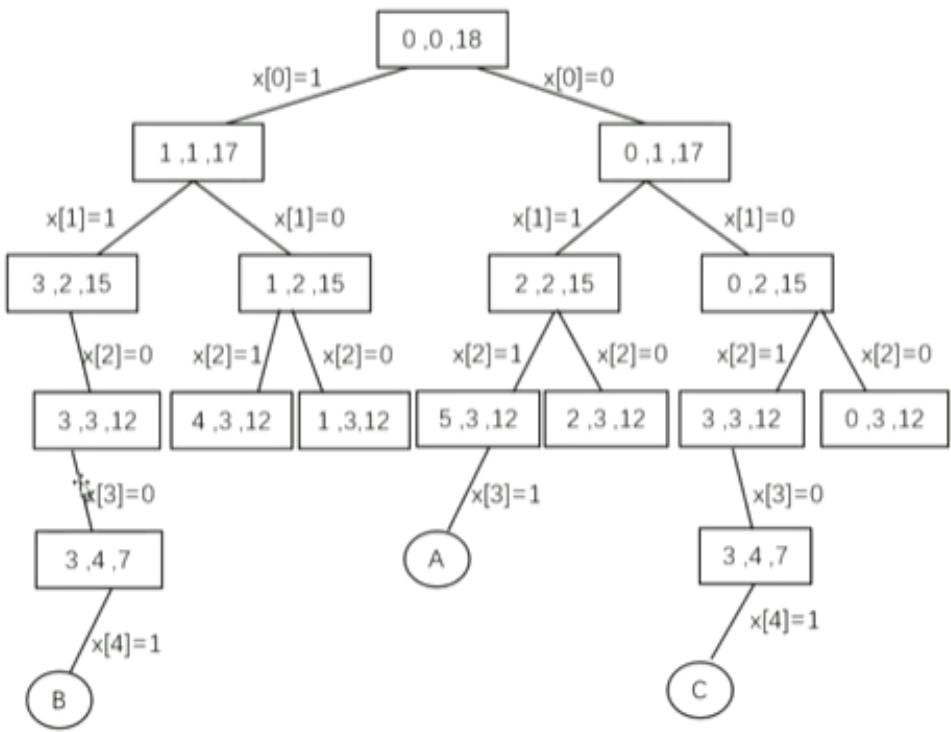 0 ,0 ,18
x[0]=1 x[0]=0
1 ,1 ,17 0 ,1 ,17
x[1]=1 x[1]=0 x[1]=1 x[1]=0
3 ,2 ,15 1 ,2 ,15 2 ,2 ,15 0 ,2 ,15
x[2]=0 x[2]=1 x[2]=0 x[2]=1 x[2]=0 x[2]=1 x[2]=0
3 ,3 ,12 4 ,3 ,12 1 ,3,12 5 ,3 ,12 2 ,3 ,12 3 ,3 ,12 0 ,3 ,12
x[3]=0 x[3]=1 x[3]=0
3 ,4 ,7 A 3 ,4 ,7
x[4]=1 x[4]=1
B C